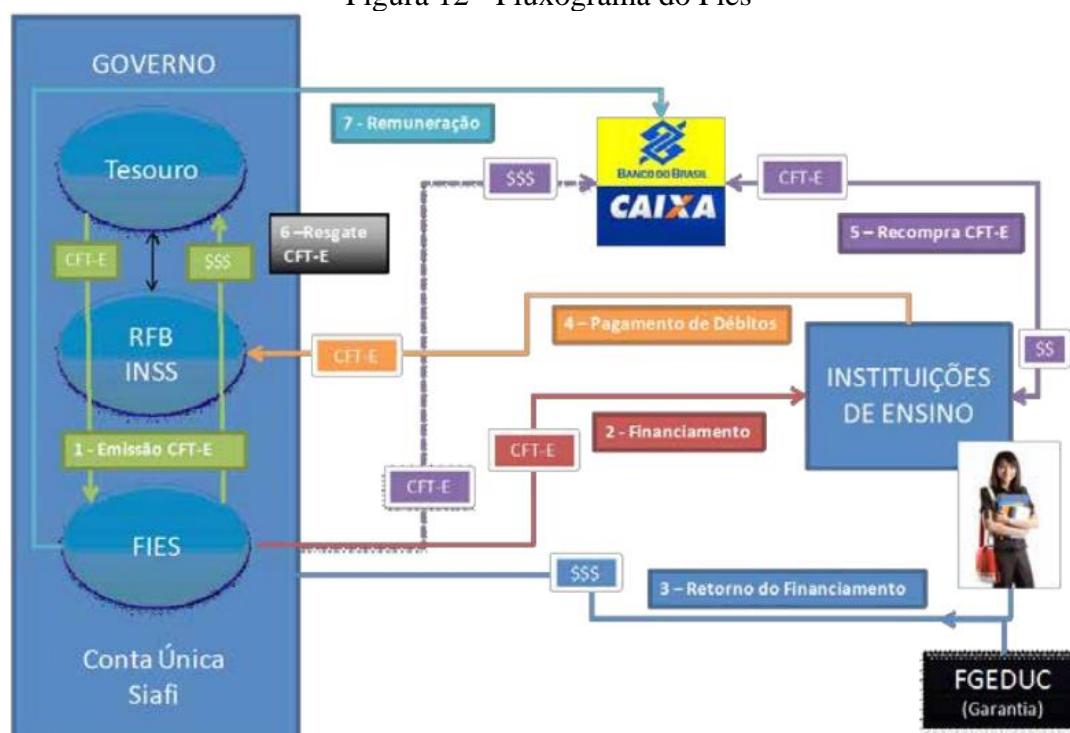 Figura 12 - Fluxograma do Fies
GOVERNO
Tesouro
CFT-E
$$$
6 –Resgate
CFT-E
RFB
INSS
1 - Emissão CFT-E
FIES
Conta Única
Siafi
7 - Remuneração
$$$
BANCO DO BRASIL
CAIXA
CFT-E
5 – Recompra CFT-E
4 – Pagamento de Débitos
CFT-E
$$
INSTITUIÇÕES
DE ENSINO
2 - Financiamento
CFT-E
CFT-E
$$$
3 – Retorno do Financiamento
FGEDUC
(Garantia)